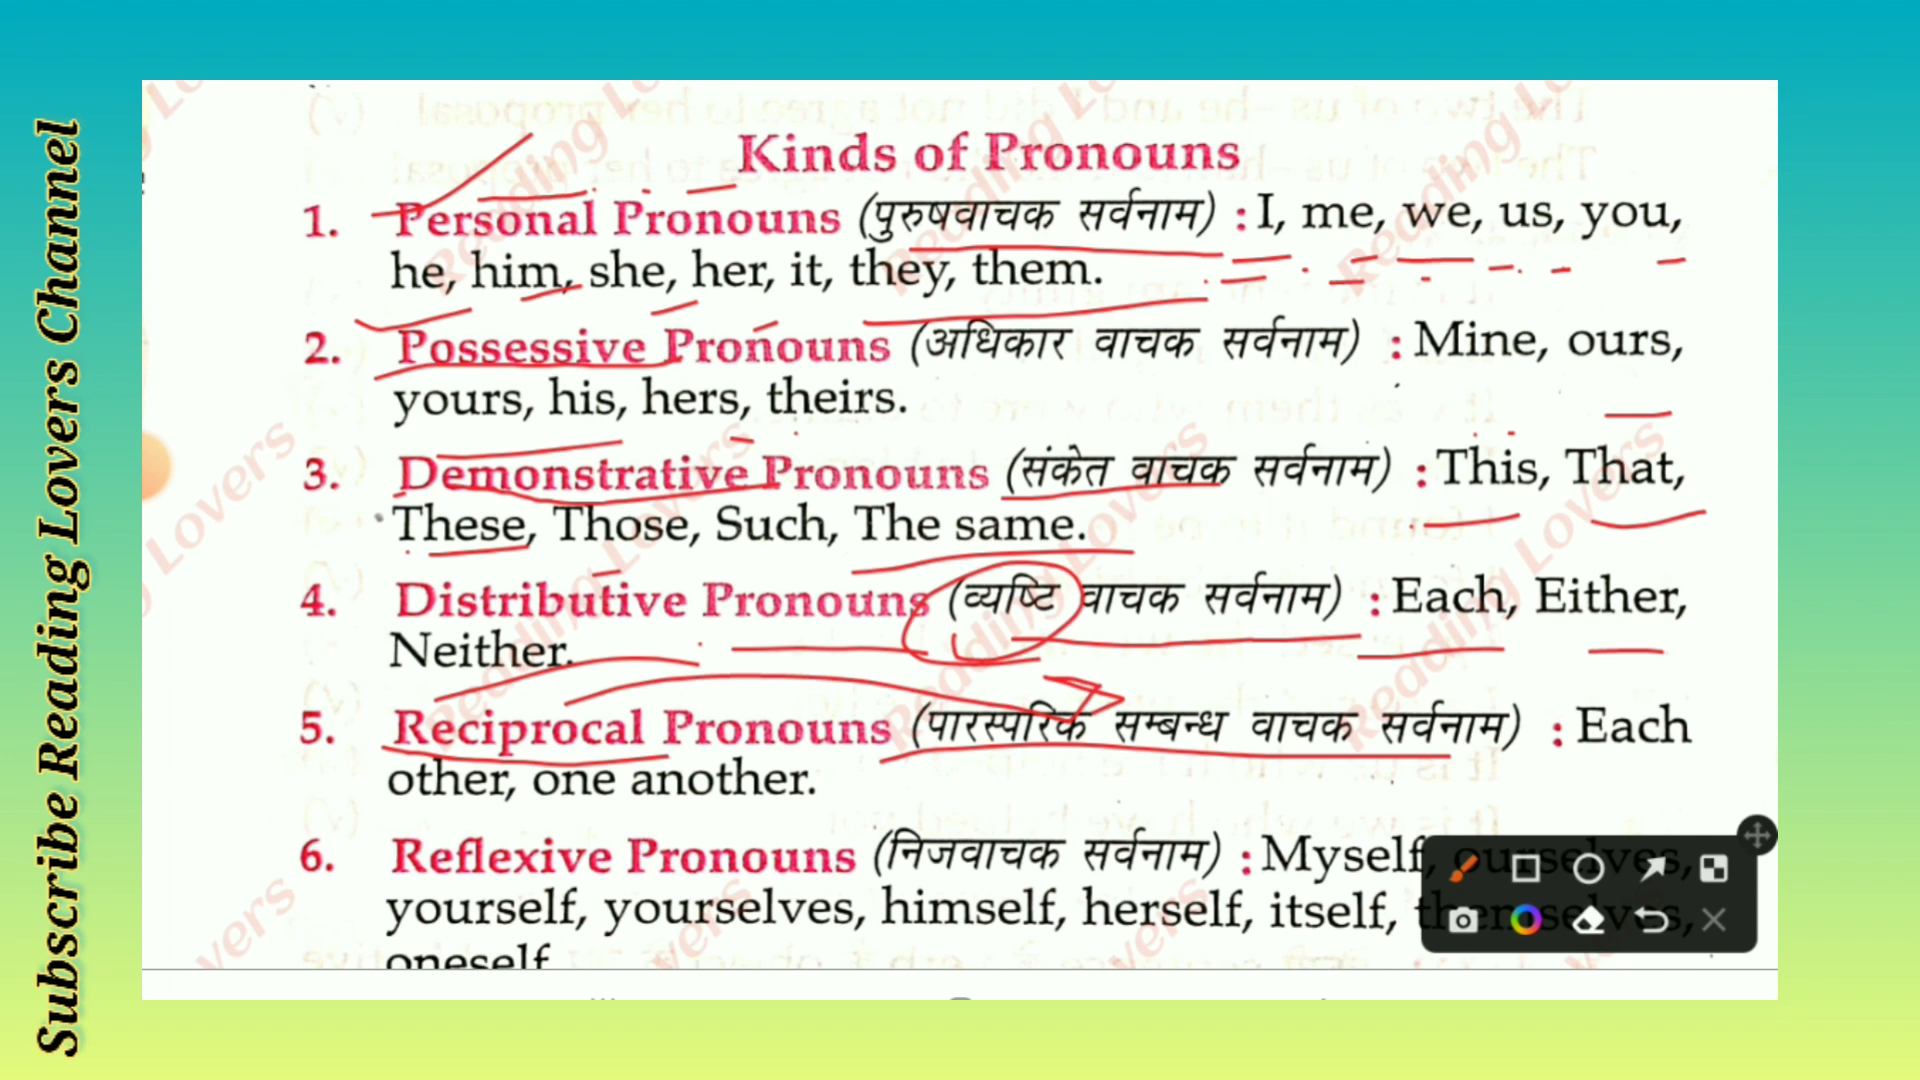 Subscribe Reading Lovers Channel
Kinds of Pronouns
1. Personal Pronouns (पुरुषवाचक सर्वनाम) : I, me, we, us, you,
he, him, she, her, it, they, them.
2. Possessive Pronouns (अधिकार वाचक सर्वनाम) : Mine, ours,
yours, his, hers, theirs.
3. Demonstrative Pronouns (संकेत वाचक सर्वनाम) : This, That,
These, Those, Such, The same.
4. Distributive Pronouns (व्यष्टि वाचक सर्वनाम) : Each, Either,
Neither.
5. Reciprocal Pronouns (पारस्परिक सम्बन्ध वाचक सर्वनाम) : Each
other, one another.
6. Reflexive Pronouns (निजवाचक सर्वनाम) : Myself, ourselves,
yourself, yourselves, himself, herself, itself, themselves,
oneself